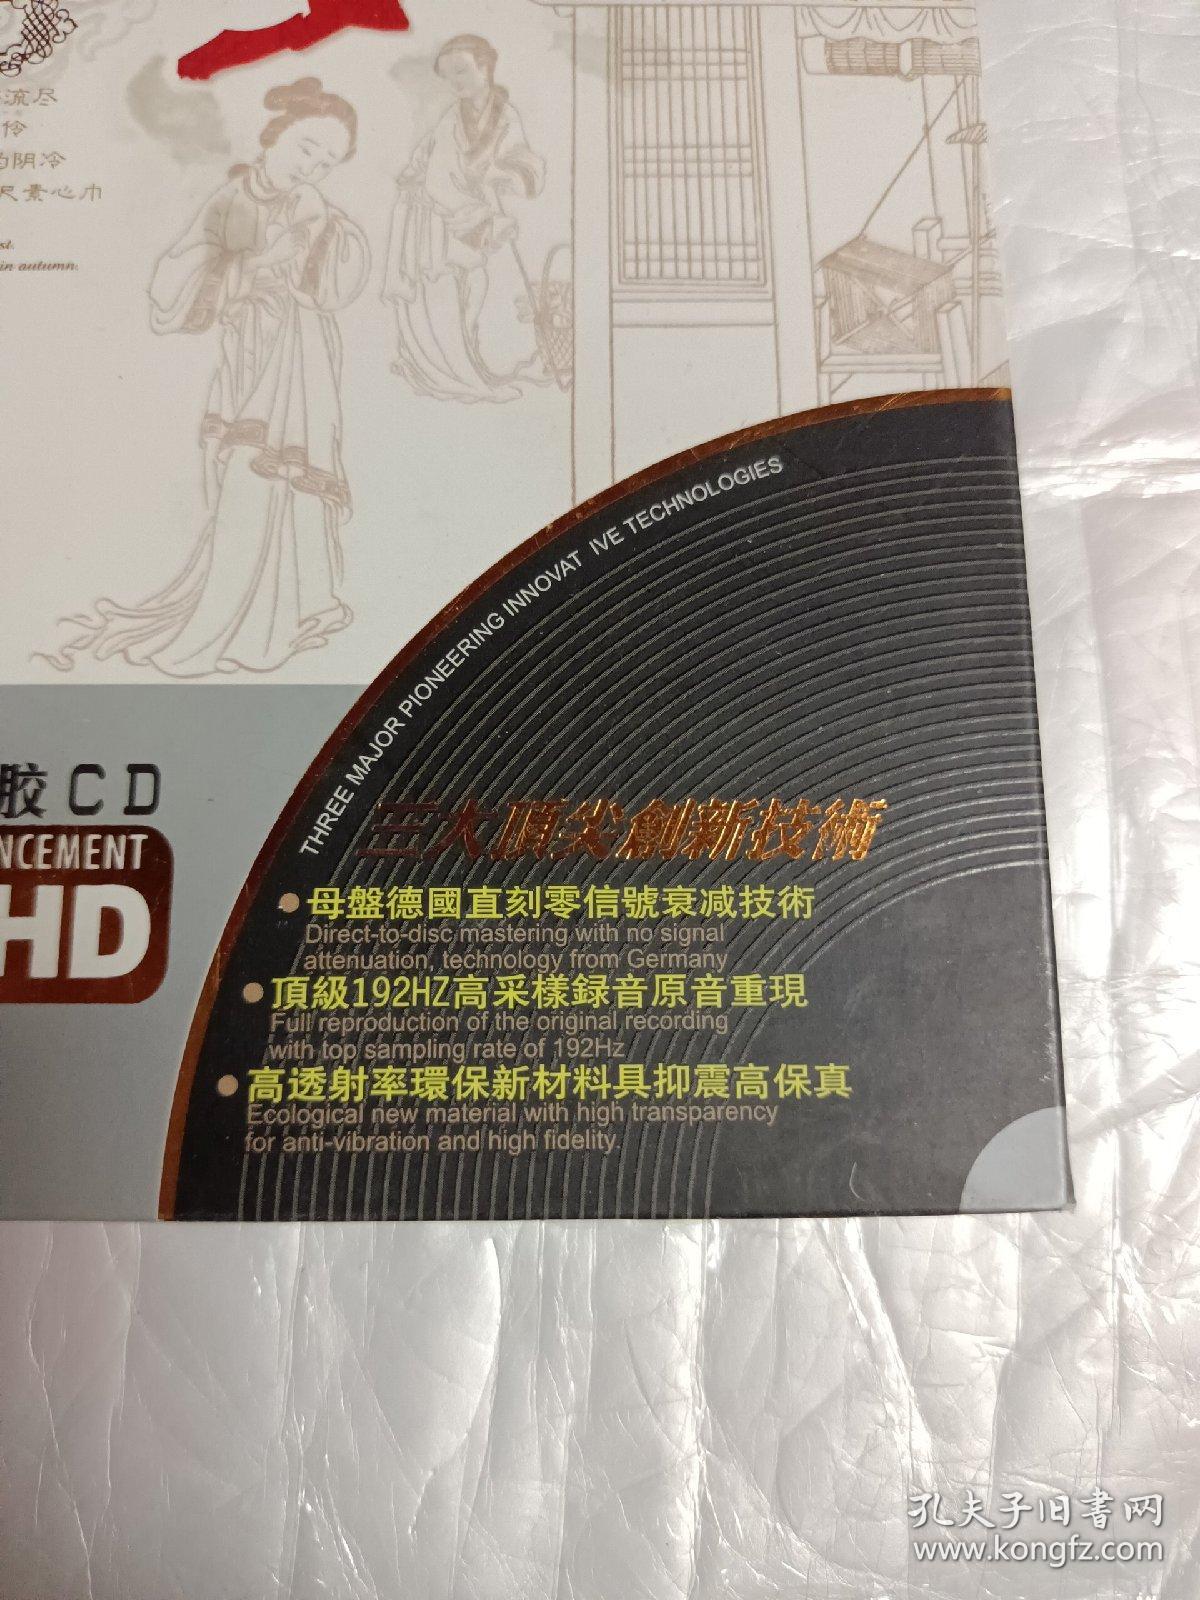 流尽
伶
阴冷
尺素心巾
st.
in autumn.
胶CD
NCEMENT
HD
THREE MAJOR PIONEERING INNOVAT IVE TECHNOLOGIES
三大頂尖創新技術
母盤德國直刻零信號衰减技術
Direct-to-disc mastering with no signal
attenuation, technology from Germany
頂級192HZ高采樣録音原音重現
Full reproduction of the original recording
with top sampling rate of 192Hz
高透射率環保新材料具抑震高保真
Ecological new material with high transparency
for anti-vibration and high fidelity.
孔夫子旧书网
www.kongfz.com